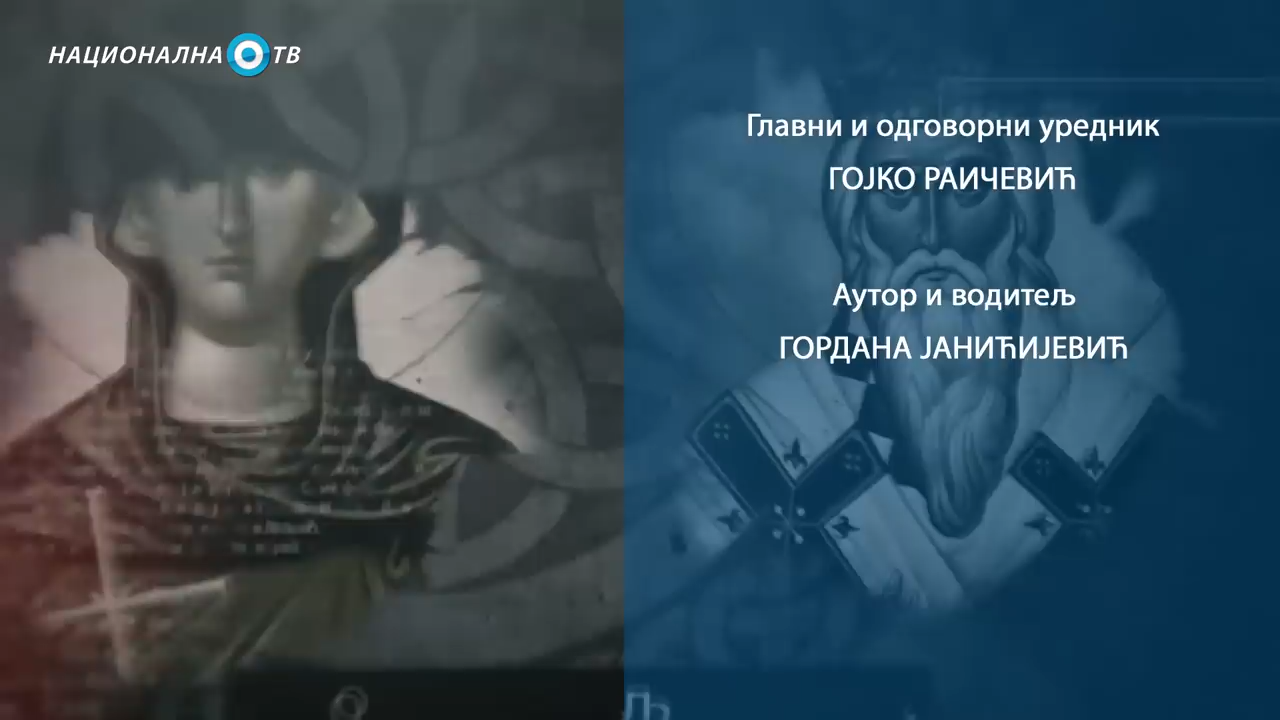 НАЦИОНАЛНА ТВ
Главни и одговорни уредник
ГОЈКО РАИЧЕВИЋ
Аутор и водитељ
ГОРДАНА ЈАНИЋИЈЕВИЋ